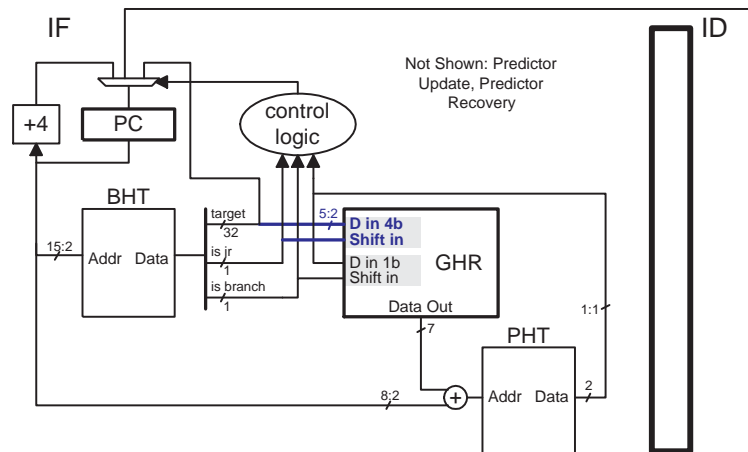 IF
ID
Not Shown: Predictor
Update, Predictor
Recovery
+4
PC
control
logic
BHT
target
32
5:2
D in 4b
Shift in
15:2
Addr Data
is jr
1
D in 1b
Shift in
GHR
is branch
1
Data Out
7
1:1
PHT
8:2
+
Addr Data
2